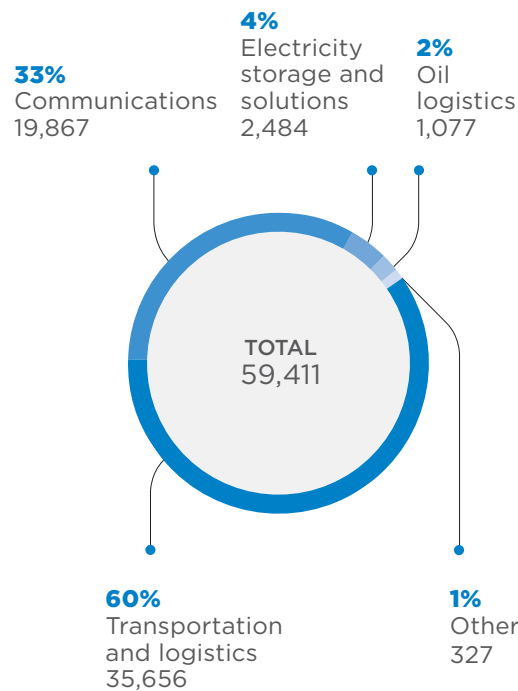 33%
Communications
19,867
4%
Electricity
storage and
solutions
2,484
2%
Oil
logistics
1,077
TOTAL
59,411
60%
Transportation
and logistics
35,656
1%
Other
327